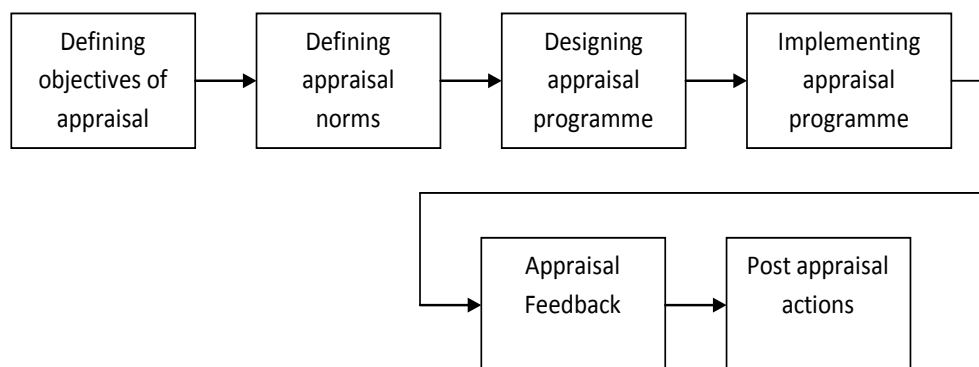 Defining
objectives of
appraisal
Defining
appraisal
norms
Designing
appraisal
programme
Implementing
appraisal
programme
Appraisal
Feedback
Post appraisal
actions